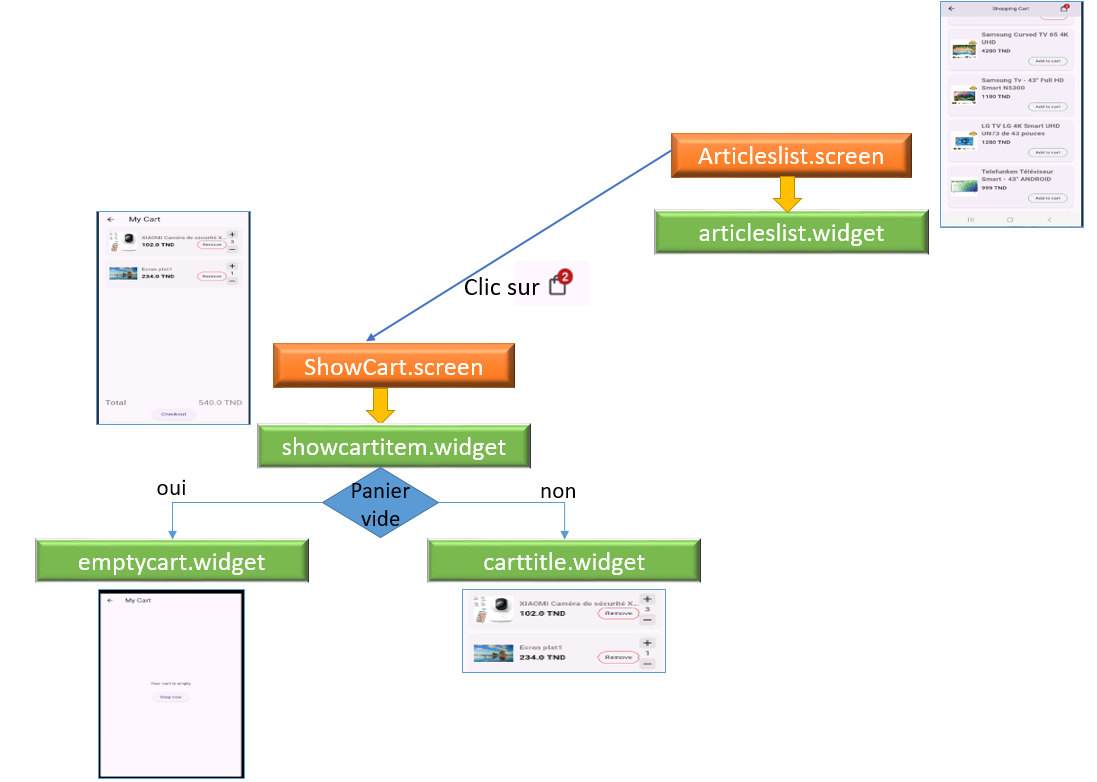 Shopping Cart
2
Samsung Curved TV 65 4K
UHD
4280 TND
Add to cart
Samsung Tv - 43" Full HD
Smart N5300
1100 TND
Add to cart
LG TV LG 4K Smart UHD
UN73 de 43 pouces
1280 TND
Add to cart
Telefunken Téléviseur
Smart - 43" ANDROID
999 TND
Add to cart
Articleslist.screen
articleslist.widget
Clic sur
2
My Cart
XIAOMI Caméra de sécurité X...
102.0 TND
Remove
+
3
−
Ecran plat1
234.0 TND
Remove
+
1
−
Total 540.0 TND
Checkout
ShowCart.screen
showcartitem.widget
Panier
vide
oui
non
emptycart.widget
carttitle.widget
My Cart
Your cart is empty
Shop now
XIAOMI Caméra de sécurité X...
102.0 TND
Remove
+
3
−
Ecran plat1
234.0 TND
Remove
+
1
−